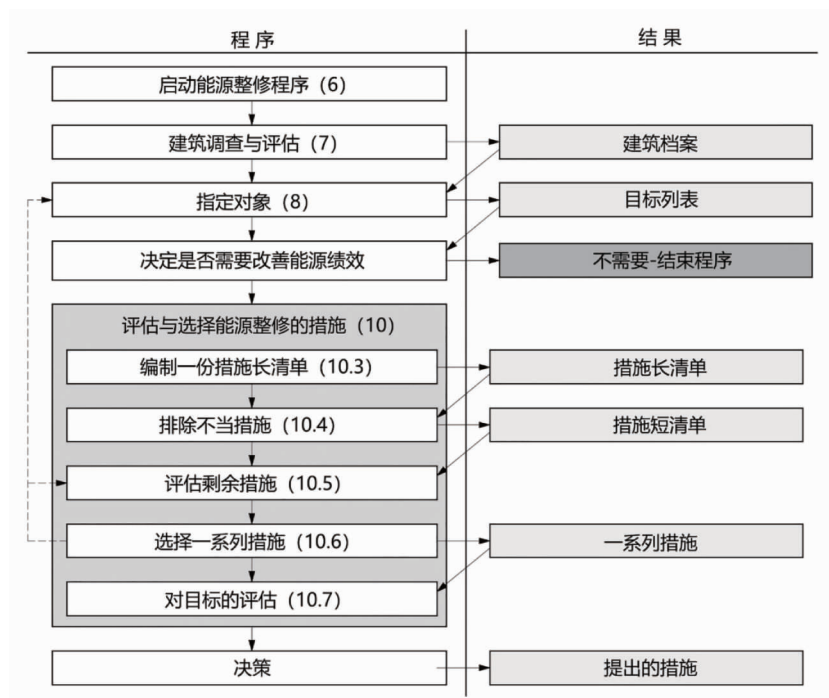 程序
结果
启动能源整修程序（6）
建筑调查与评估（7）
建筑档案
指定对象（8）
目标列表
决定是否需要改善能源绩效
不需要-结束程序
评估与选择能源整修的措施（10）
编制一份措施长清单（10.3）
措施长清单
排除不当措施（10.4）
措施短清单
评估剩余措施（10.5）
选择一系列措施（10.6）
一系列措施
对目标的评估（10.7）
决策
提出的措施